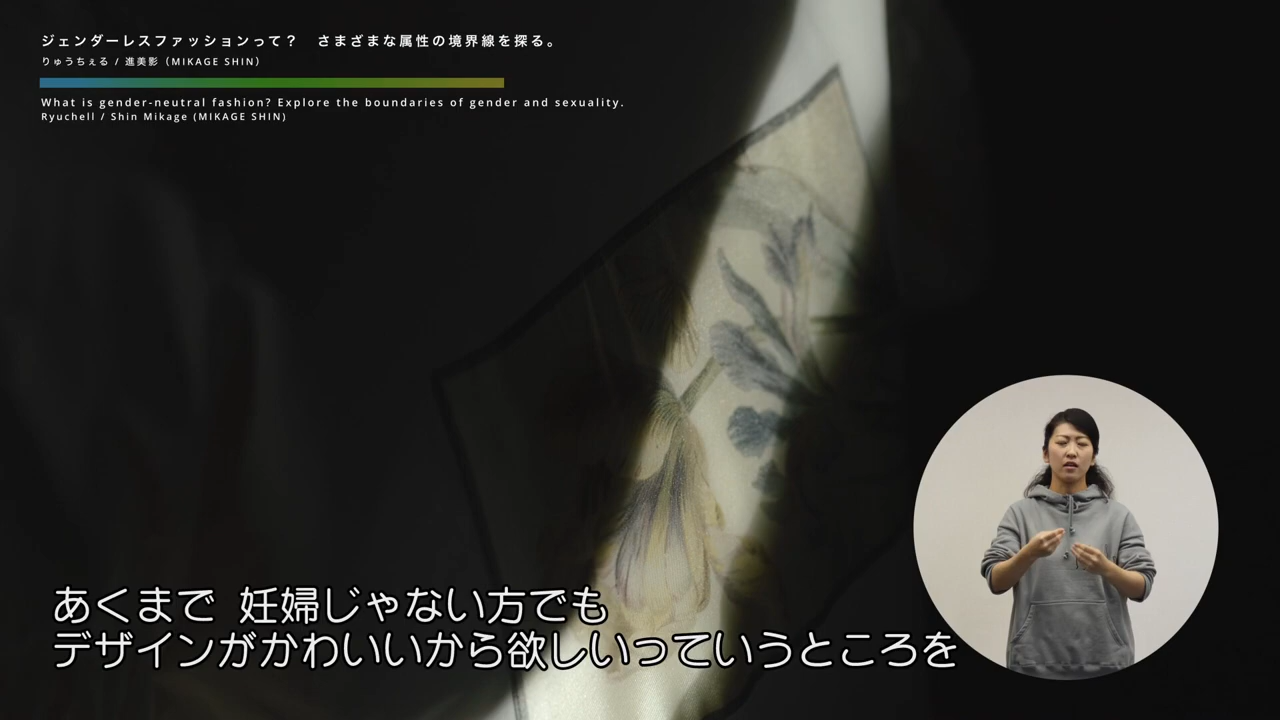 ジェンダーレスファッションって？　さまざまな属性の境界線を探る。
りゅうちぇる / 進美影（MIKAGE SHIN）
What is gender-neutral fashion? Explore the boundaries of gender and sexuality.
Ryuchell / Shin Mikage (MIKAGE SHIN)
あくまで 妊婦じゃない方でも
デザインがかわいいから欲しいっていうところを